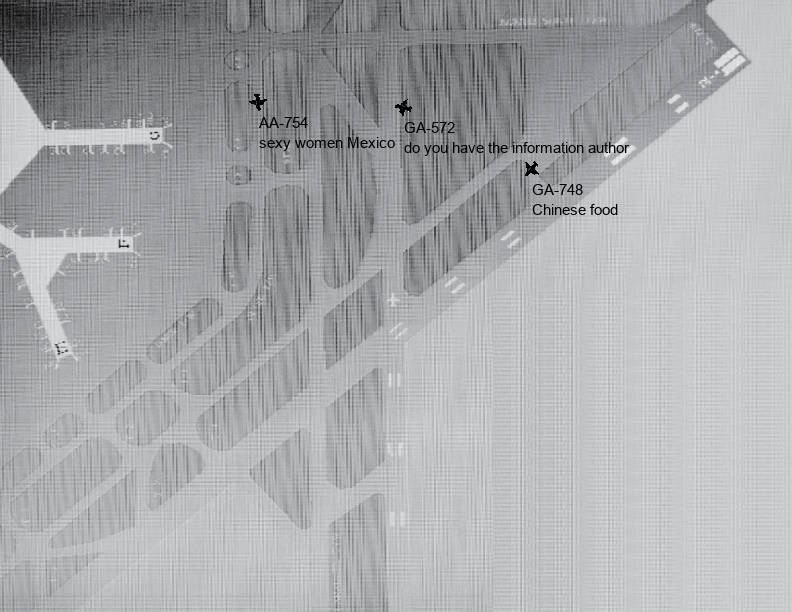 AA-754
sexy women Mexico
GA-572
do you have the information author
GA-748
Chinese food
G
F
E